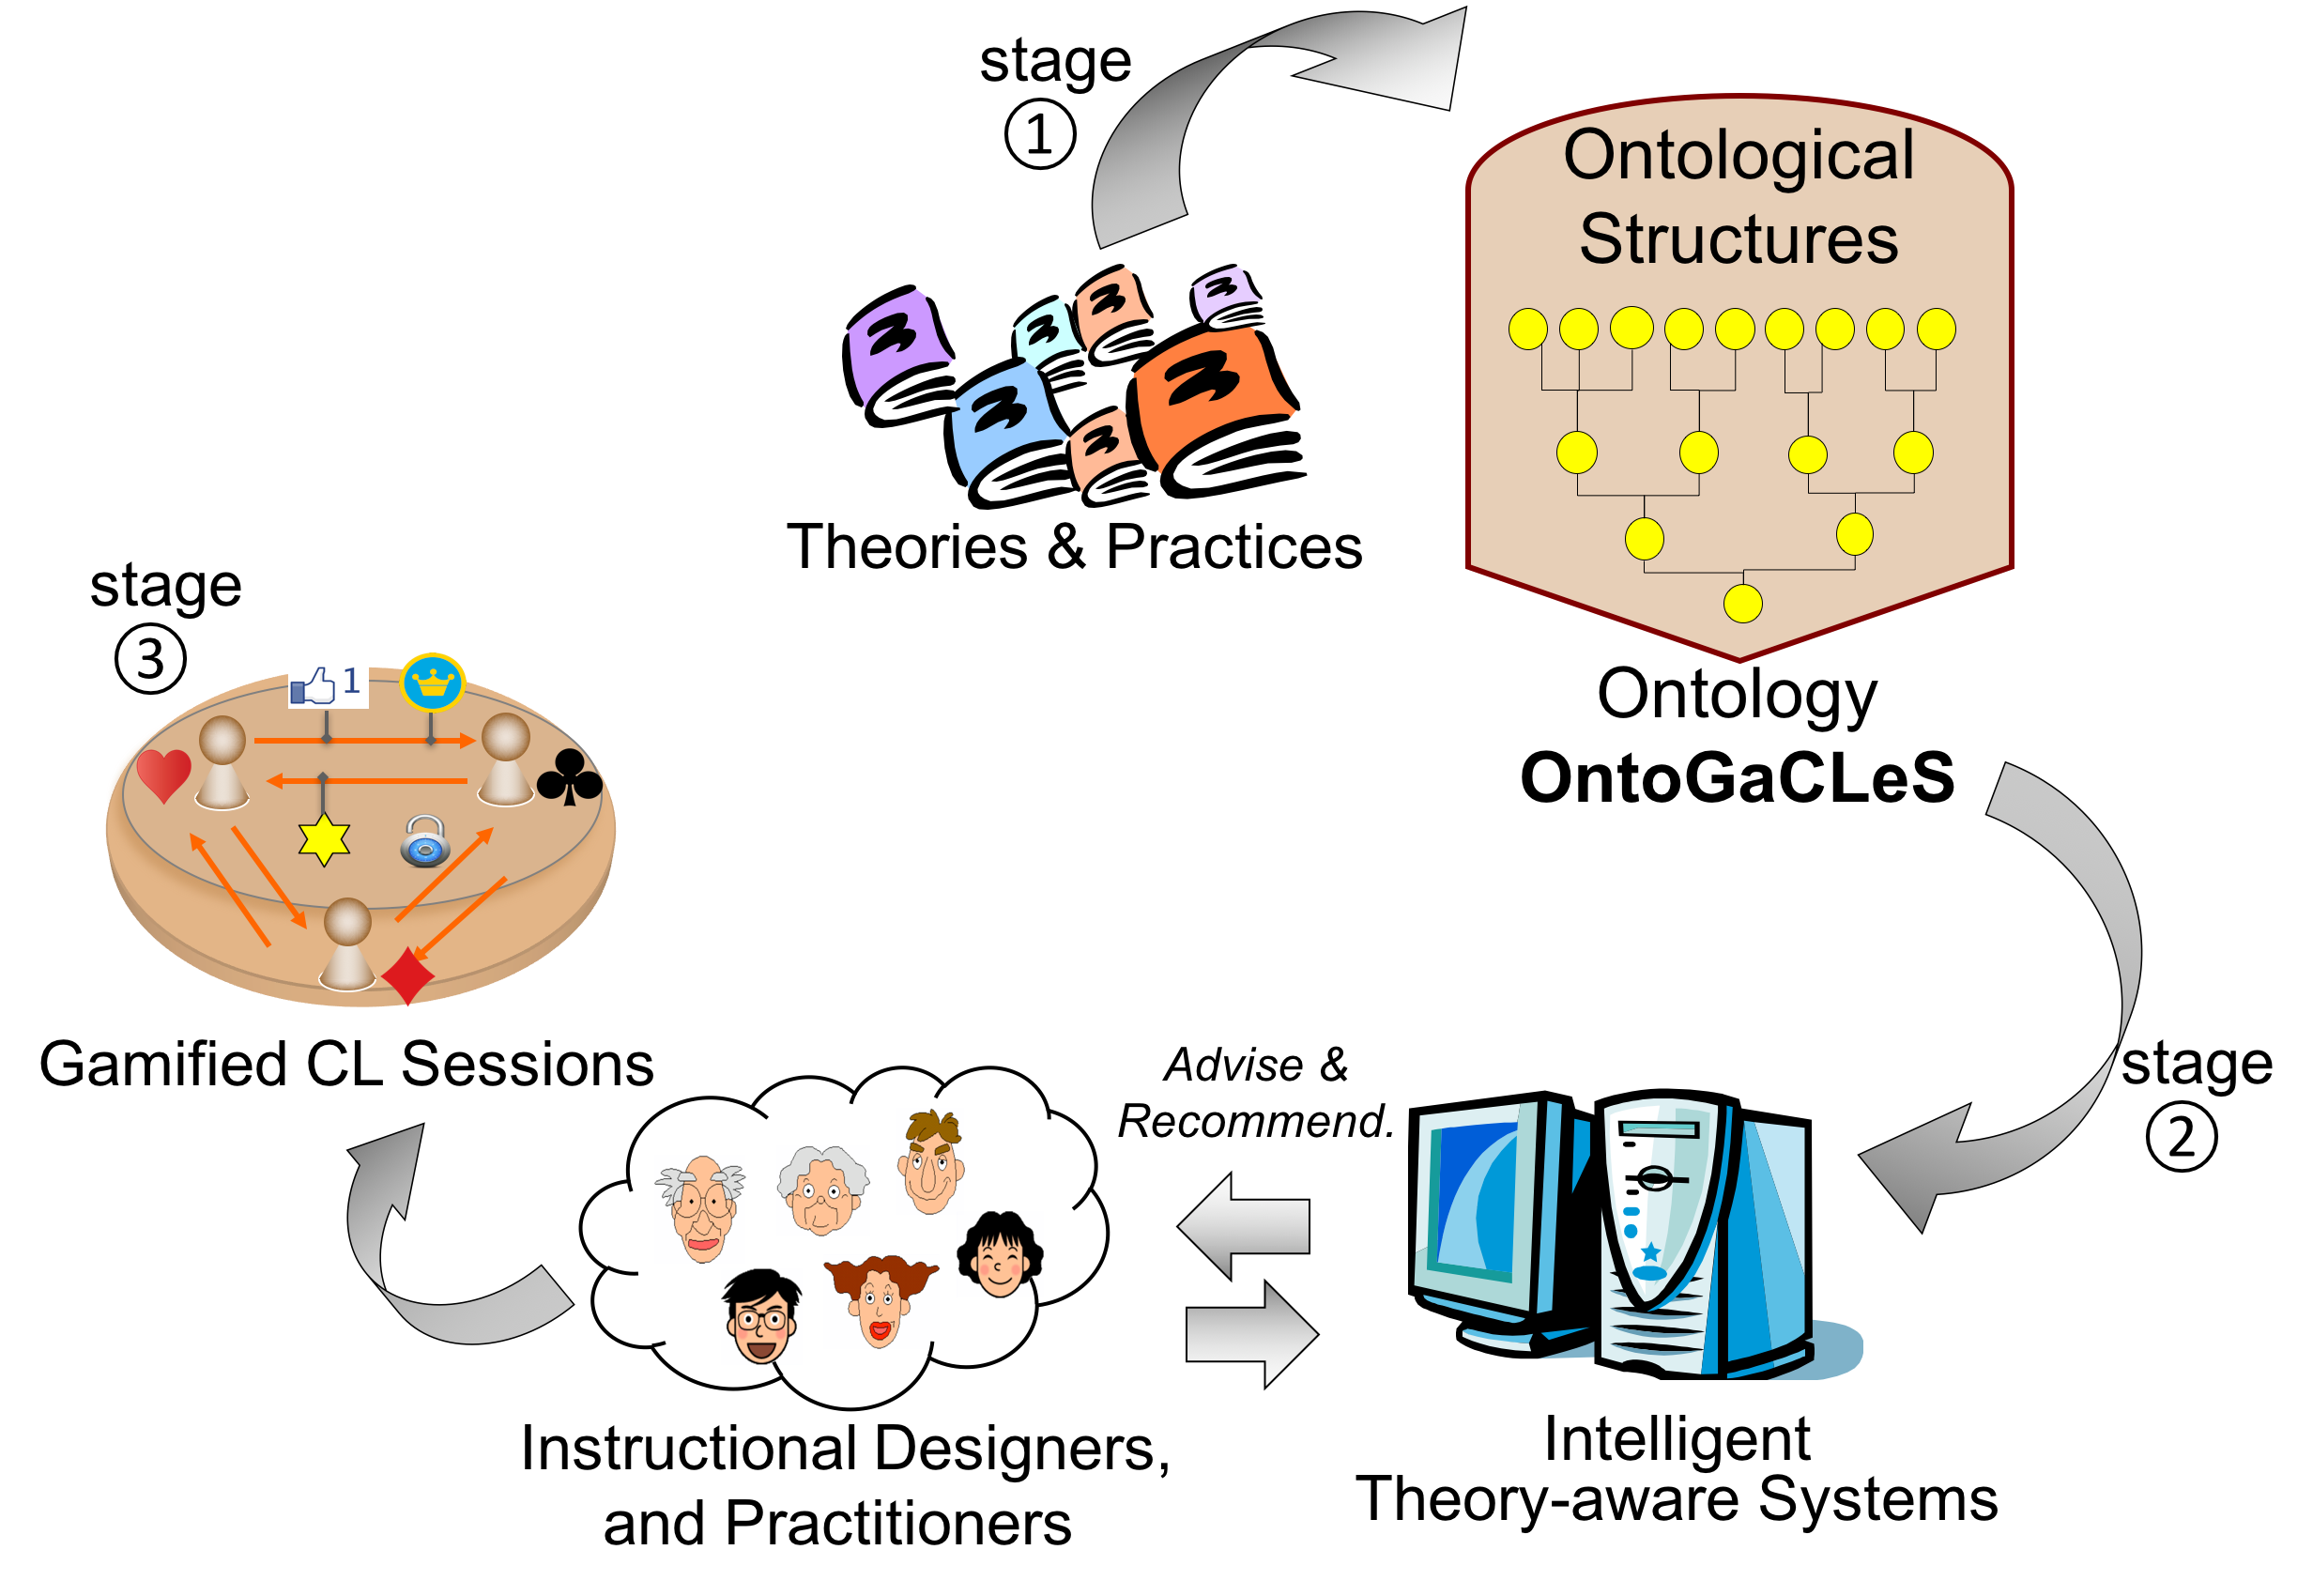 stage
1
Ontological
Structures
Theories & Practices
Ontology
OntoGaCLeS
stage
3
1
Gamified CL Sessions
Advise &
Recommend.
stage
2
Instructional Designers,
and Practitioners
Intelligent
Theory-aware Systems